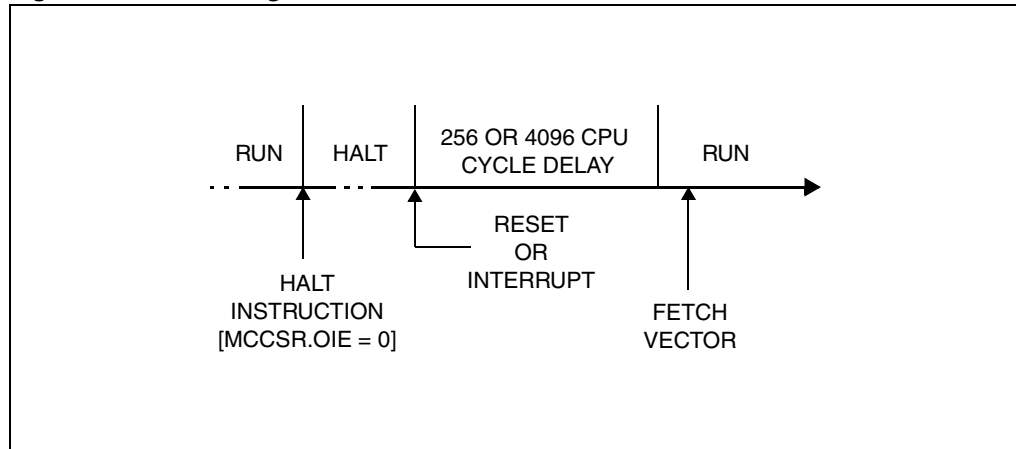 RUN
HALT
256 OR 4096 CPU
CYCLE DELAY
RUN
RESET
OR
INTERRUPT
HALT
INSTRUCTION
[MCCSR.OIE = 0]
FETCH
VECTOR